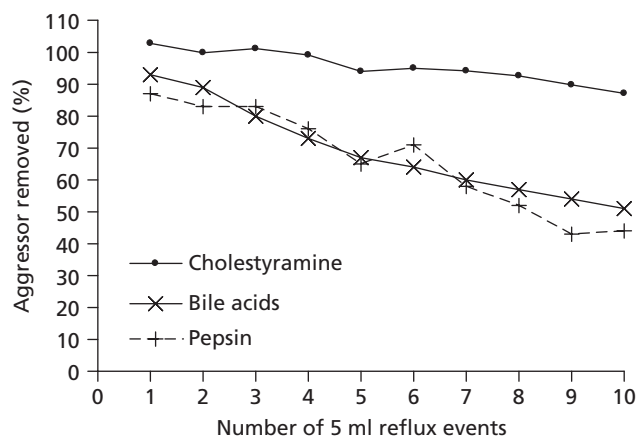 110
100
90
80
70
60
50
40
30
20
10
0
Aggressor removed (%)
Cholestyramine
Bile acids
Pepsin
0 1 2 3 4 5 6 7 8 9 10
Number of 5 ml reflux events